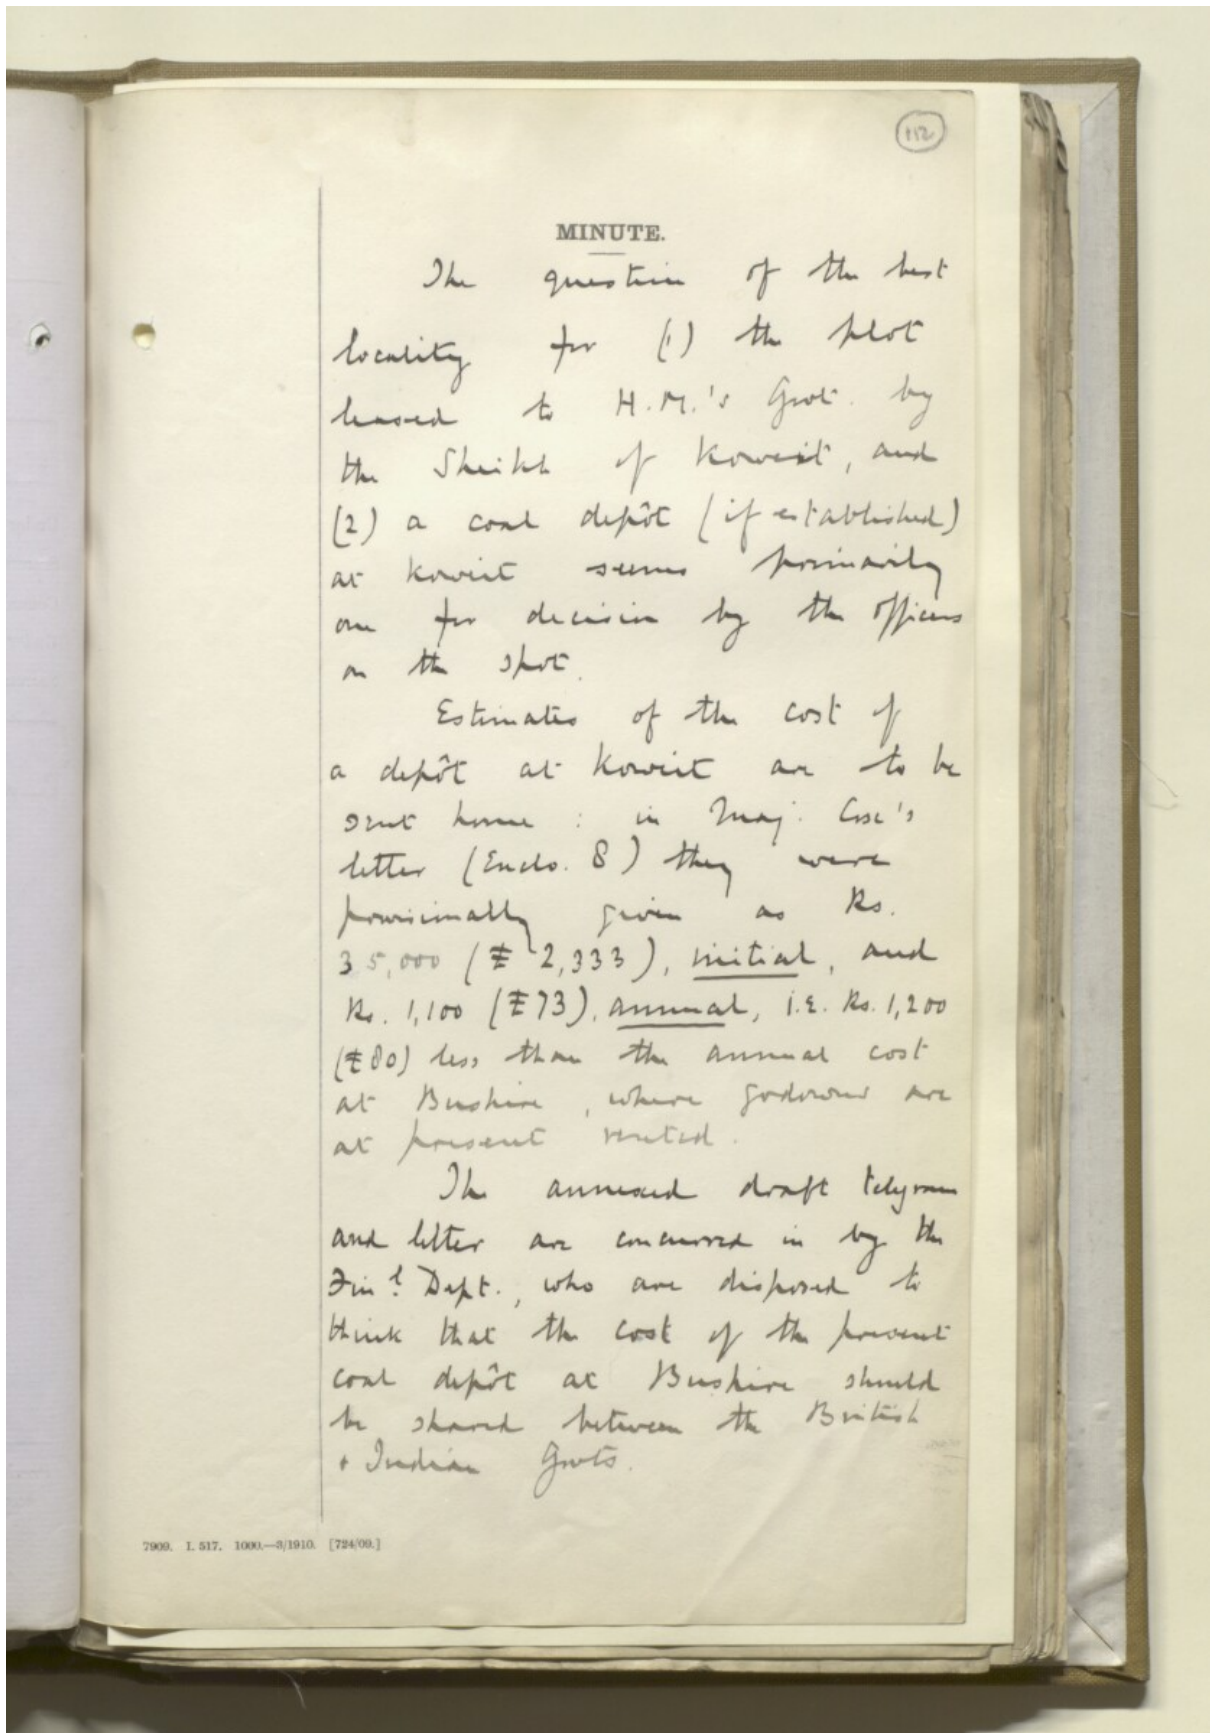 112
MINUTE.
The question of the best
locality for (1) the plot
leased to H.M.'s Govt. by
the Sheikh of Koweit, and
(2) a coal depôt (if established)
at Koweit seems primarily
one for decision by the officers
on the spot.
Estimates of the cost of
a depôt at Koweit are to be
sent home : in Maj. Cox's
letter (Enclo. 8) they were
provisionally given as Rs.
35,000 (£ 2,333), initial, and
Rs. 1,100 (£73), annual, i.e. Rs. 1,200
(£80) less than the annual cost
at Bushire, where godowns are
at present rented.
The annexed draft telegram
and letter are concurred in by the
Finl. Dept., who are disposed to
think that the cost of the present
coal depôt at Bushire should
be shared between the British
& Indian Govts.
7909. I. 517. 1000.—3/1910. [724/09.]